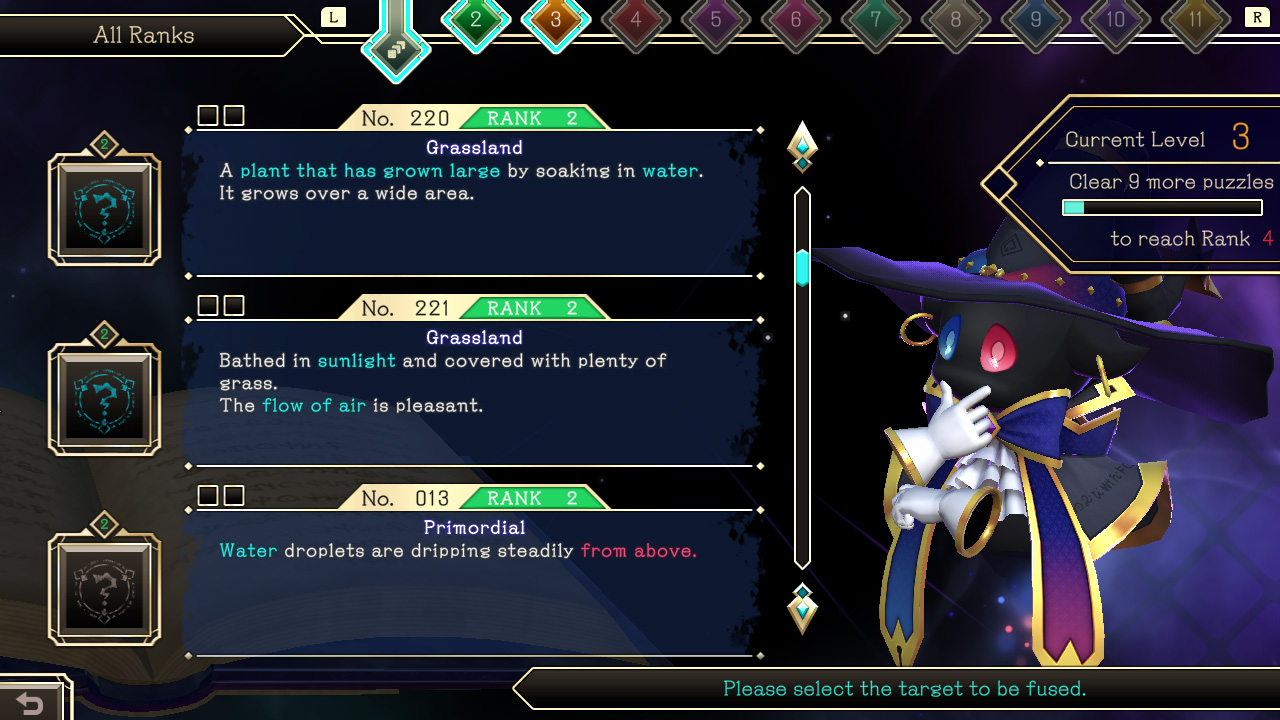 All Ranks
L
2
3
4
5
6
7
8
9
10
11
R
No. 220 RANK 2
2
Grassland
A plant that has grown large by soaking in water.
It grows over a wide area.
No. 221 RANK 2
2
Grassland
Bathed in sunlight and covered with plenty of
grass.
The flow of air is pleasant.
No. 013 RANK 2
2
Primordial
Water droplets are dripping steadily from above.
Current Level 3
Clear 9 more puzzles
to reach Rank 4
Please select the target to be fused.